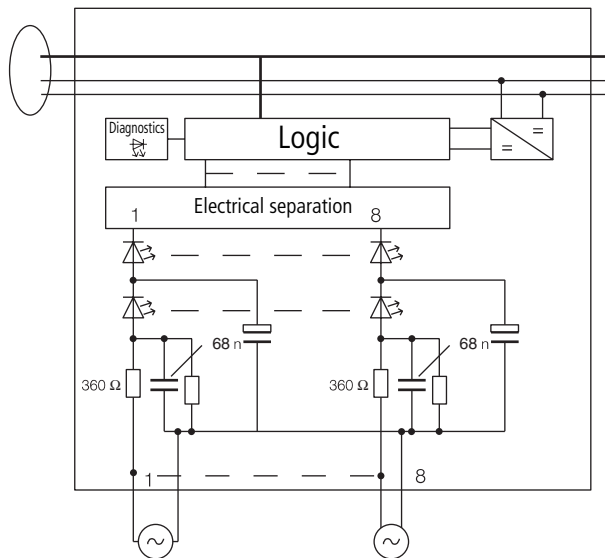 Diagnostics
Logic
=
=
Electrical separation
1 8
68 n 68 n
360 Ω 360 Ω
1 8
~ ~